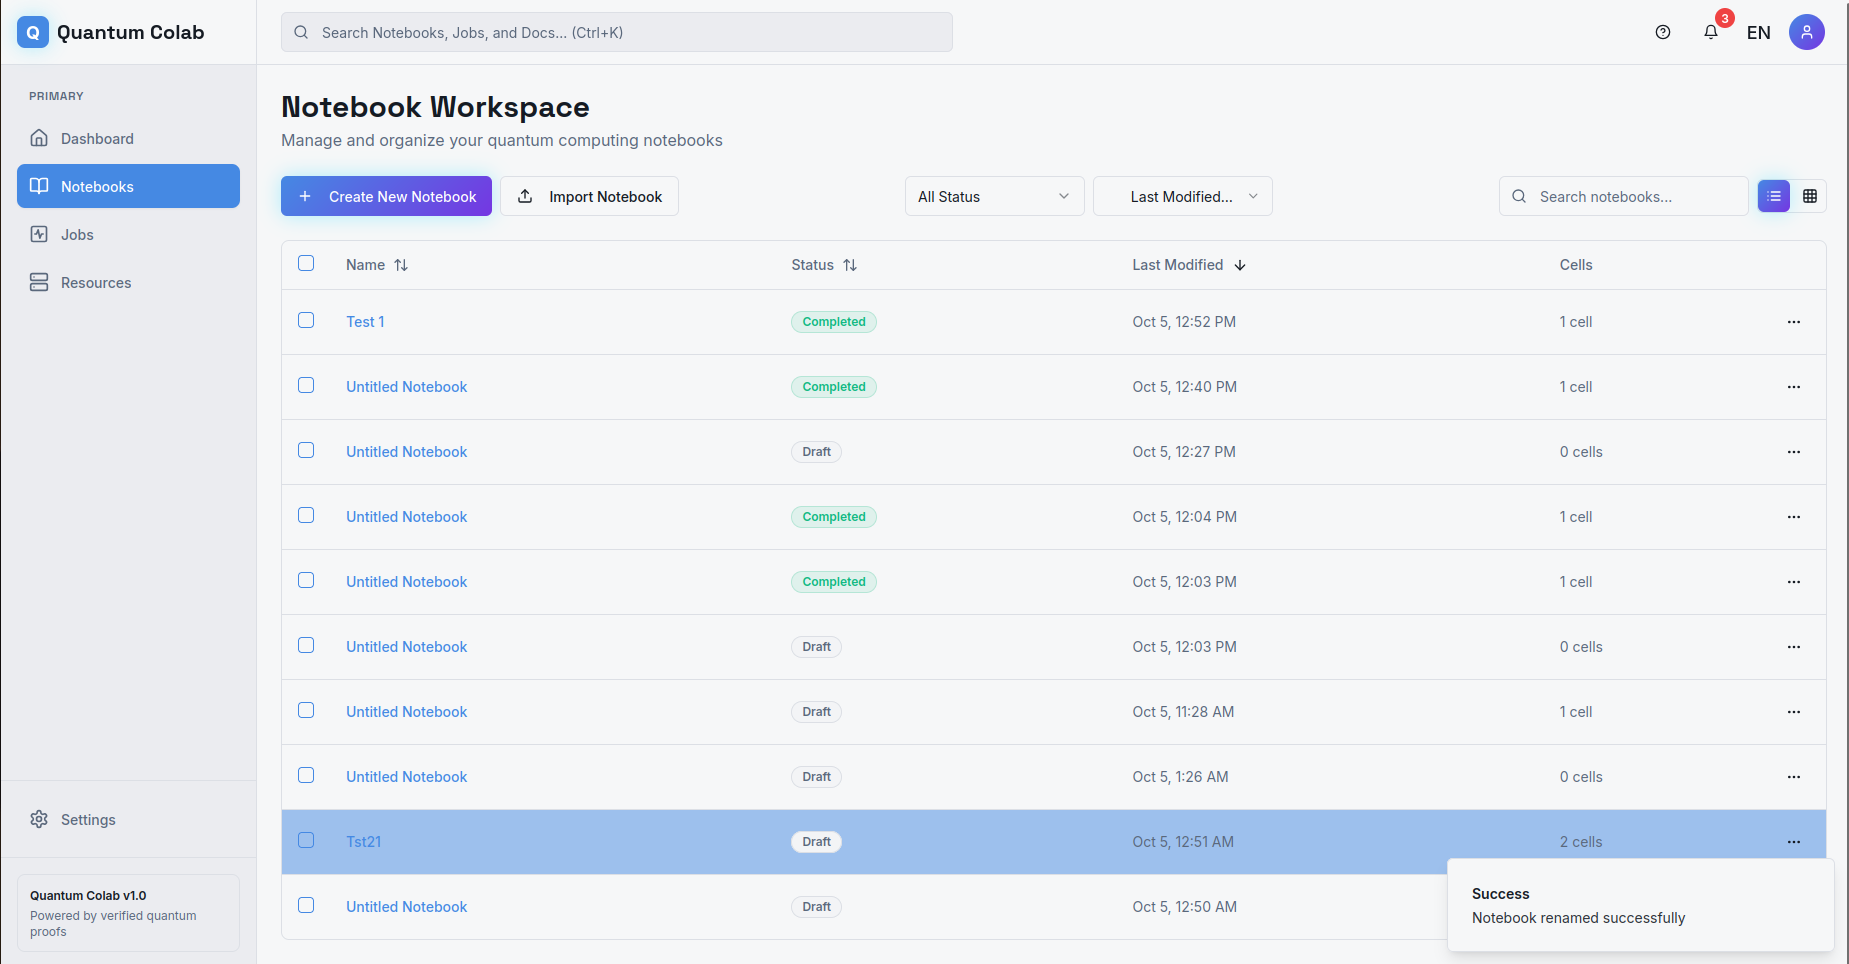 Q Quantum Colab
Search Notebooks, Jobs, and Docs... (Ctrl+K)
3
EN
PRIMARY
Dashboard
Notebooks
Jobs
Resources
Settings
Quantum Colab v1.0
Powered by verified quantum
proofs
Notebook Workspace
Manage and organize your quantum computing notebooks
+ Create New Notebook
Import Notebook
All Status
Last Modified...
Search notebooks...
Name Status Last Modified Cells
Test 1 Completed Oct 5, 12:52 PM 1 cell ...
Untitled Notebook Completed Oct 5, 12:40 PM 1 cell ...
Untitled Notebook Draft Oct 5, 12:27 PM 0 cells ...
Untitled Notebook Completed Oct 5, 12:04 PM 1 cell ...
Untitled Notebook Completed Oct 5, 12:03 PM 1 cell ...
Untitled Notebook Draft Oct 5, 12:03 PM 0 cells ...
Untitled Notebook Draft Oct 5, 11:28 AM 1 cell ...
Untitled Notebook Draft Oct 5, 1:26 AM 0 cells ...
Tst21 Draft Oct 5, 12:51 AM 2 cells ...
Untitled Notebook Draft Oct 5, 12:50 AM
Success
Notebook renamed successfully